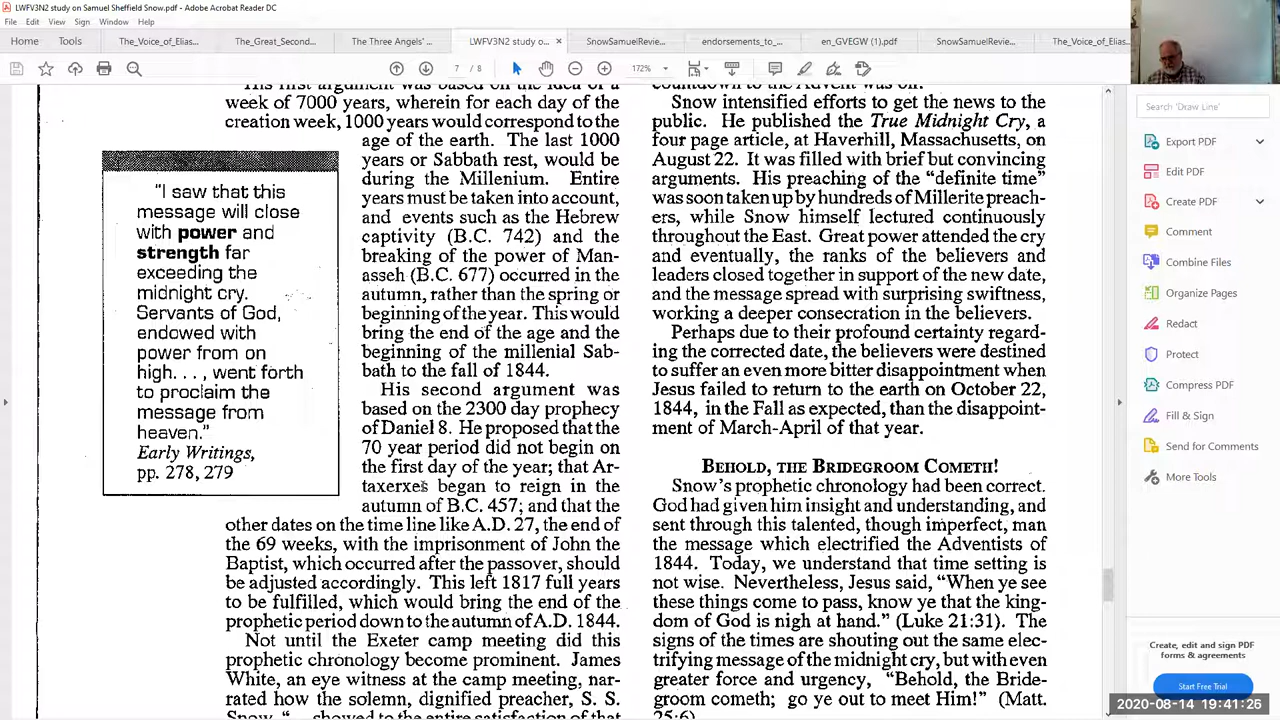 LWFV3N2 study on Samuel Sheffield Snow.pdf - Adobe Acrobat Reader DC
File Edit View Sign Window Help
Home Tools The_Voice_of_Elias... The_Great_Second... The Three Angels' ... LWFV3N2 study o... × SnowSamuelRevie... endorsements_to_... en_GVEGW (1).pdf SnowSamuelRevie... The_Voice_of_Elias...
7 / 8 172%
His first argument was based on the idea of a
week of 7000 years, wherein for each day of the
creation week, 1000 years would correspond to the
age of the earth. The last 1000
years or Sabbath rest, would be
during the Millenium. Entire
years must be taken into account,
and events such as the Hebrew
captivity (B.C. 742) and the
breaking of the power of Man-
asseh (B.C. 677) occurred in the
autumn, rather than the spring or
beginning of the year. This would
bring the end of the age and the
beginning of the millenial Sab-
bath to the fall of 1844.
His second argument was
based on the 2300 day prophecy
of Daniel 8. He proposed that the
70 year period did not begin on
the first day of the year; that Ar-
taxerxes began to reign in the
autumn of B.C. 457; and that the
other dates on the time line like A.D. 27, the end of
the 69 weeks, with the imprisonment of John the
Baptist, which occurred after the passover, should
be adjusted accordingly. This left 1817 full years
to be fulfilled, which would bring the end of the
prophetic period down to the autumn of A.D. 1844.
Not until the Exeter camp meeting did this
prophetic chronology become prominent. James
White, an eye witness at the camp meeting, nar-
rated how the solemn, dignified preacher, S. S.
Snow, "... showed to the entire satisfaction of that
"I saw that this
message will close
with power and
strength far
exceeding the
midnight cry.
Servants of God,
endowed with
power from on
high. . . , went forth
to proclaim the
message from
heaven."
Early Writings,
pp. 278, 279
countdown to the Advent was on.
Snow intensified efforts to get the news to the
public. He published the True Midnight Cry, a
four page article, at Haverhill, Massachusetts, on
August 22. It was filled with brief but convincing
arguments. His preaching of the "definite time"
was soon taken up by hundreds of Millerite preach-
ers, while Snow himself lectured continuously
throughout the East. Great power attended the cry
and eventually, the ranks of the believers and
leaders closed together in support of the new date,
and the message spread with surprising swiftness,
working a deeper consecration in the believers.
Perhaps due to their profound certainty regard-
ing the corrected date, the believers were destined
to suffer an even more bitter disappointment when
Jesus failed to return to the earth on October 22,
1844, in the Fall as expected, than the disappoint-
ment of March-April of that year.
BEHOLD, THE BRIDEGROOM COMETH!
Snow's prophetic chronology had been correct.
God had given him insight and understanding, and
sent through this talented, though imperfect, man
the message which electrified the Adventists of
1844. Today, we understand that time setting is
not wise. Nevertheless, Jesus said, "When ye see
these things come to pass, know ye that the king-
dom of God is nigh at hand." (Luke 21:31). The
signs of the times are shouting out the same elec-
trifying message of the midnight cry, but with even
greater force and urgency, "Behold, the Bride-
groom cometh; go ye out to meet Him!" (Matt.
25:6)
Search 'Draw Line'
Export PDF
Edit PDF
Create PDF
Comment
Combine Files
Organize Pages
Redact
Protect
Compress PDF
Fill & Sign
Send for Comments
More Tools
Create, edit and sign PDF
forms & agreements
Start Free Trial
2020-08-14 19:41:26